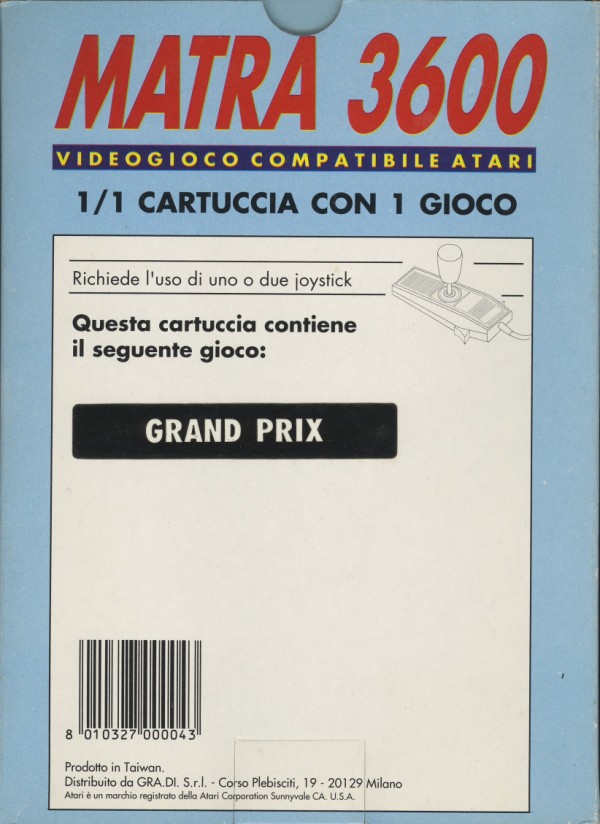 MATRA 3600
VIDEOGIOCO COMPATIBILE ATARI
1/1 CARTUCCIA CON 1 GIOCO
Richiede l'uso di uno o due joystick
Questa cartuccia contiene
il seguente gioco:
GRAND PRIX
8 010327 000043
Prodotto in Taiwan.
Distribuito da GRA.DI. S.r.l. - Corso Plebisciti, 19 - 20129 Milano
Atari è un marchio registrato della Atari Corporation Sunnyvale CA. U.S.A.